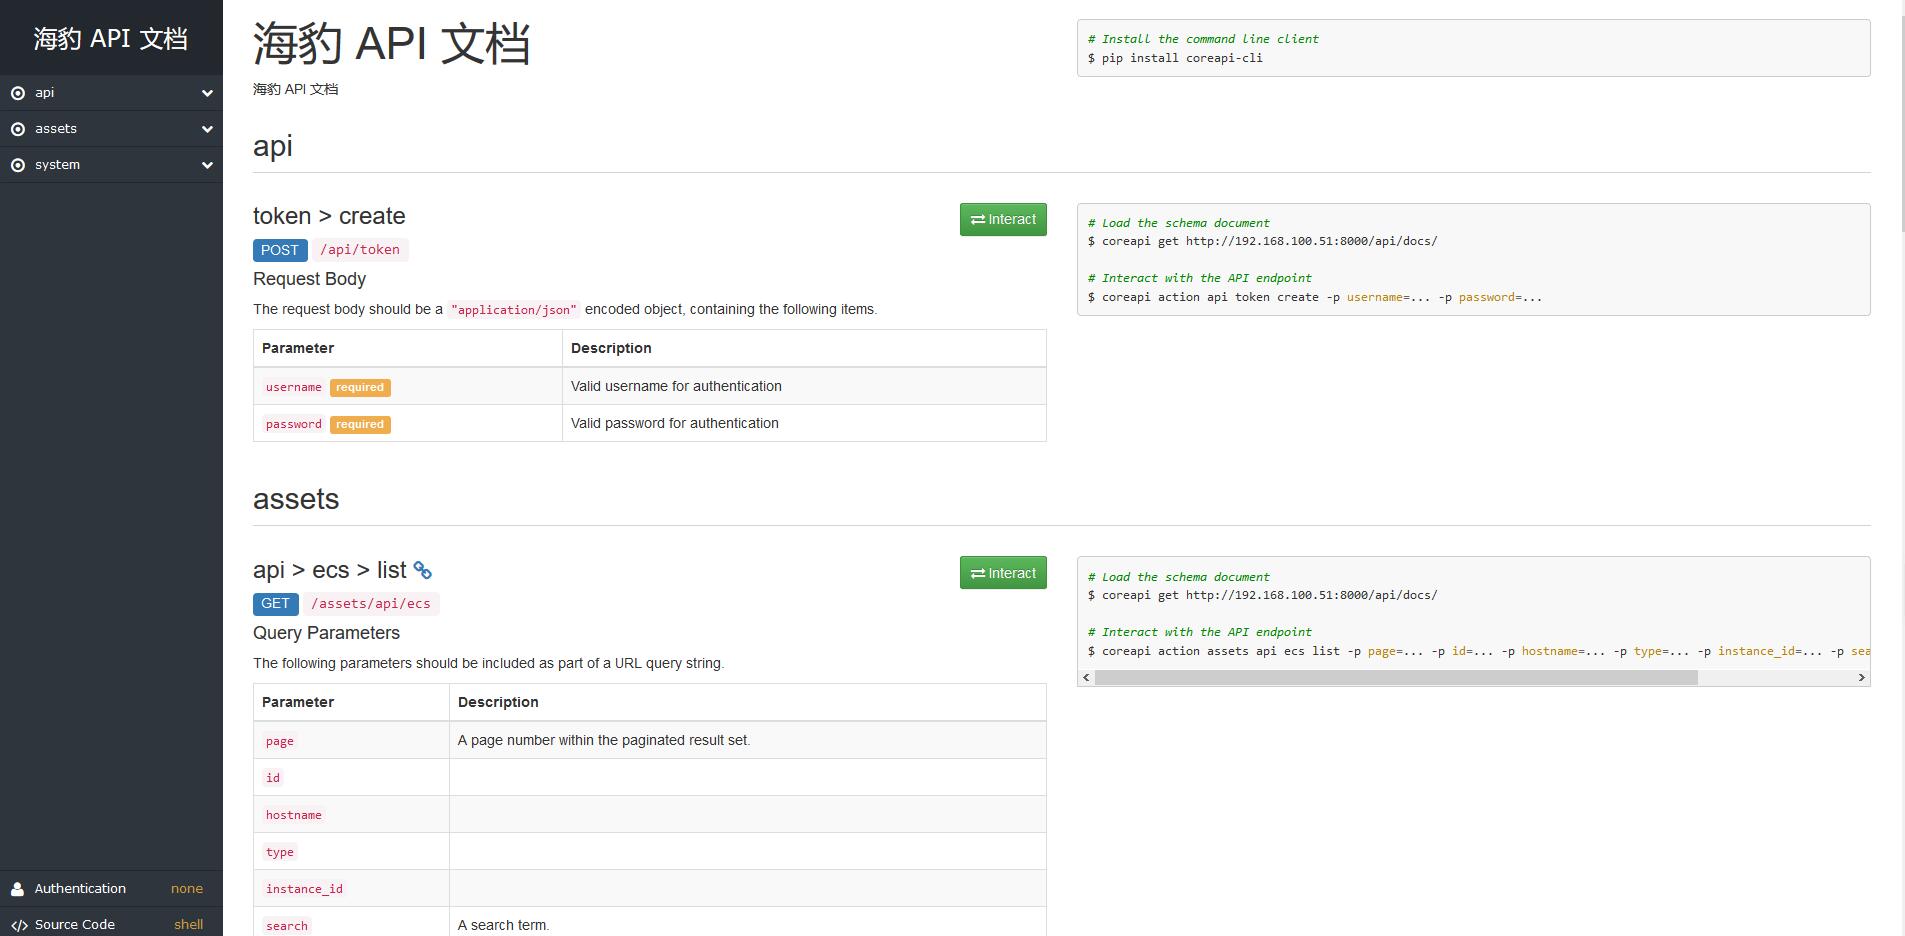 海豹 API 文档
api
assets
system
Authentication none
Source Code shell
海豹 API 文档
海豹 API 文档
# Install the command line client
$ pip install coreapi-cli
api
token > create
Interact
POST /api/token
Request Body
The request body should be a "application/json" encoded object, containing the following items.
Parameter Description
username required Valid username for authentication
password required Valid password for authentication
# Load the schema document
$ coreapi get http://192.168.100.51:8000/api/docs/
# Interact with the API endpoint
$ coreapi action api token create -p username=... -p password=...
assets
api > ecs > list
Interact
GET /assets/api/ecs
Query Parameters
The following parameters should be included as part of a URL query string.
Parameter Description
page A page number within the paginated result set.
id
hostname
type
instance_id
search A search term.
# Load the schema document
$ coreapi get http://192.168.100.51:8000/api/docs/
# Interact with the API endpoint
$ coreapi action assets api ecs list -p page=... -p id=... -p hostname=... -p type=... -p instance_id=... -p sea